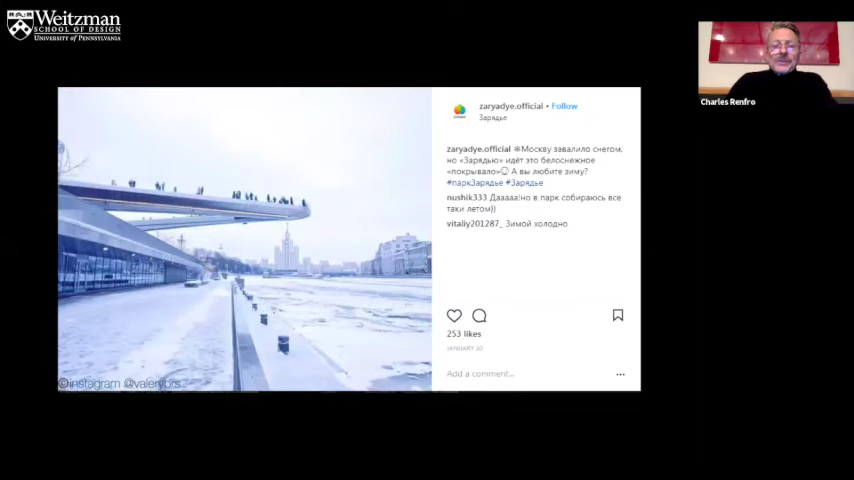 Weitzman
SCHOOL OF DESIGN
UNIVERSITY OF PENNSYLVANIA
Charles Renfro
zaryadye.official • Follow
Зарядье
zaryadye.official ❄Москву завалило снегом,
но «Зарядью» идёт это белоснежное
«покрывало»☺ А вы любите зиму?
#паркЗарядье #Зарядье
nushik333 Дааааа!но в парк собираюсь все
таки летом))
vitaliy201287_ Зимой холодно
253 likes
JANUARY 30
Add a comment...
©instagram @valerybrs